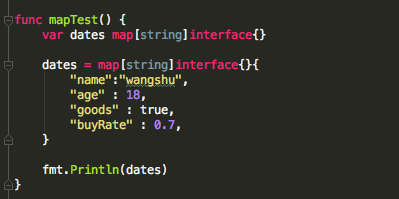 func mapTest() {
    var dates map[string]interface{}

    dates = map[string]interface{}{
        "name":"wangshu",
        "age" : 18,
        "goods" : true,
        "buyRate" : 0.7,
    }

    fmt.Println(dates)
}